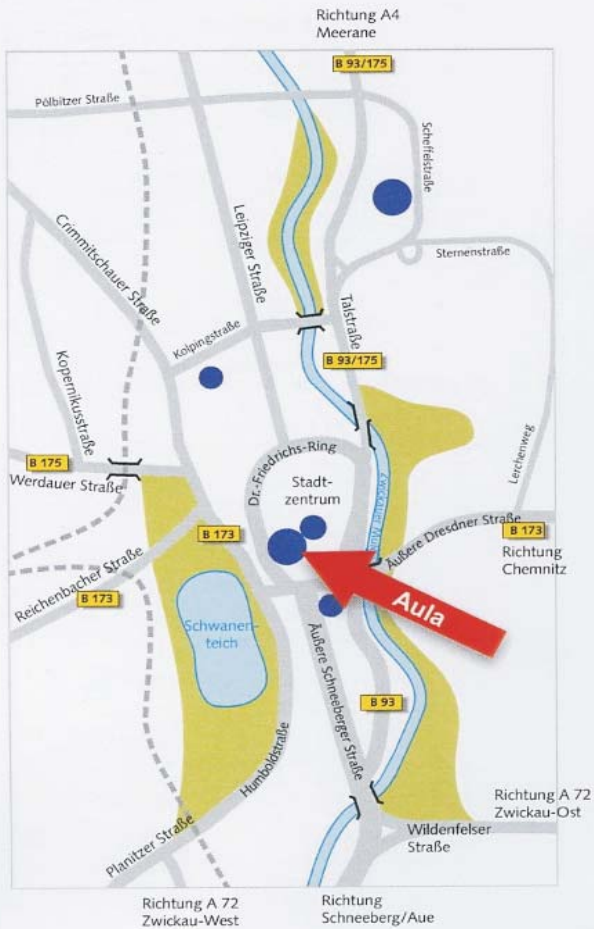 Richtung A4
Meerane
B 93/175
Pölbitzer Straße
Scheffelstraße
Crimmitschauer Straße
Leipziger Straße
Sternenstraße
Talstraße
Kolpingstraße
B 93/175
Kopernikusstraße
Dr.-Friedrichs-Ring
Lerchenweg
B 175
Werdauer Straße
Stadt-
zentrum
Zwickauer
B 173
Äußere Dresdner Straße
B 173
Richtung
Chemnitz
Reichenbacher Straße
B 173
Aula
Schwanen-
teich
Äußere Schneeberger Straße
B 93
Humboldstraße
Richtung A 72
Zwickau-Ost
Planitzer Straße
Wildenfelser
Straße
Richtung A 72
Zwickau-West
Richtung
Schneeberg/Aue